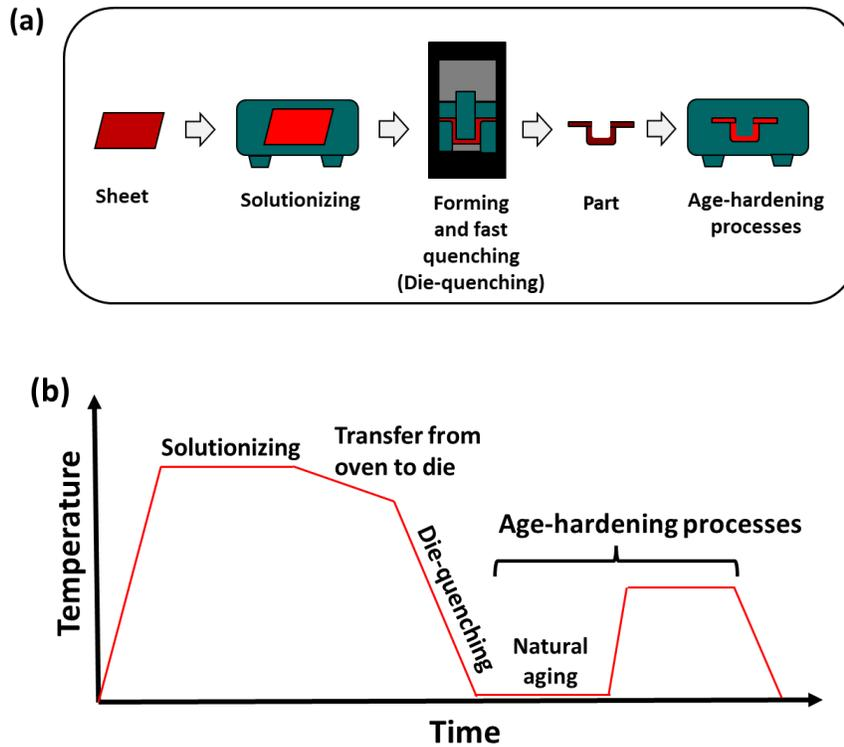 (a)
Sheet
Solutionizing
Forming
and fast
quenching
(Die-quenching)
Part
Age-hardening
processes
(b)
Temperature
Solutionizing
Transfer from
oven to die
Die-quenching
Age-hardening processes
Natural
aging
Time